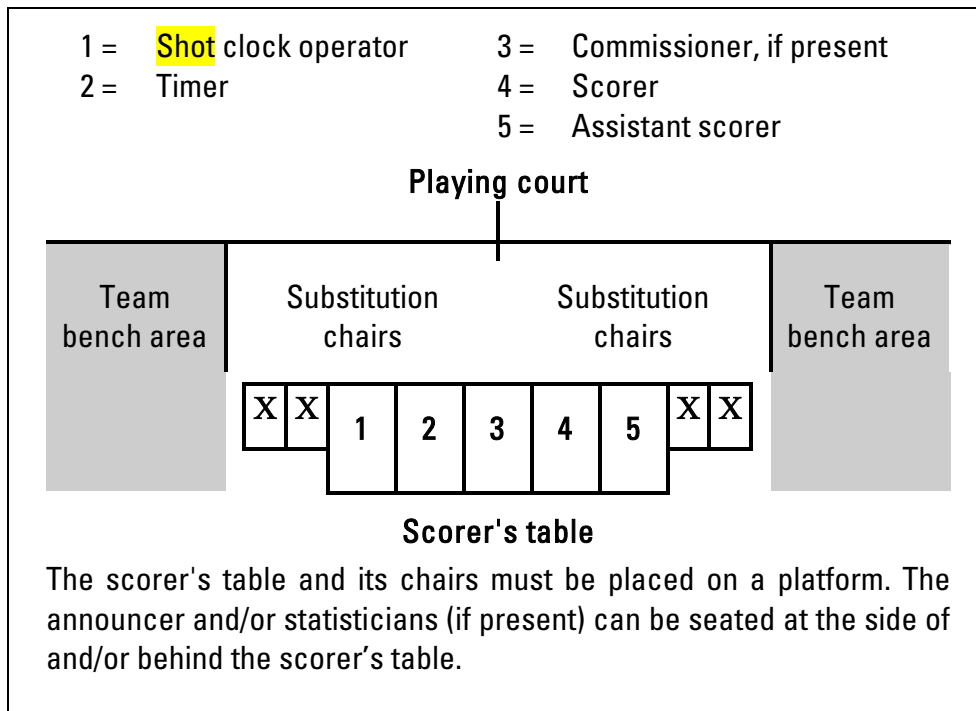 1 = Shot clock operator
2 = Timer
3 = Commissioner, if present
4 = Scorer
5 = Assistant scorer
Playing court
Team
bench area
Substitution
chairs
Substitution
chairs
Team
bench area
X X 1 2 3 4 5 X X
Scorer's table
The scorer's table and its chairs must be placed on a platform. The
announcer and/or statisticians (if present) can be seated at the side of
and/or behind the scorer’s table.